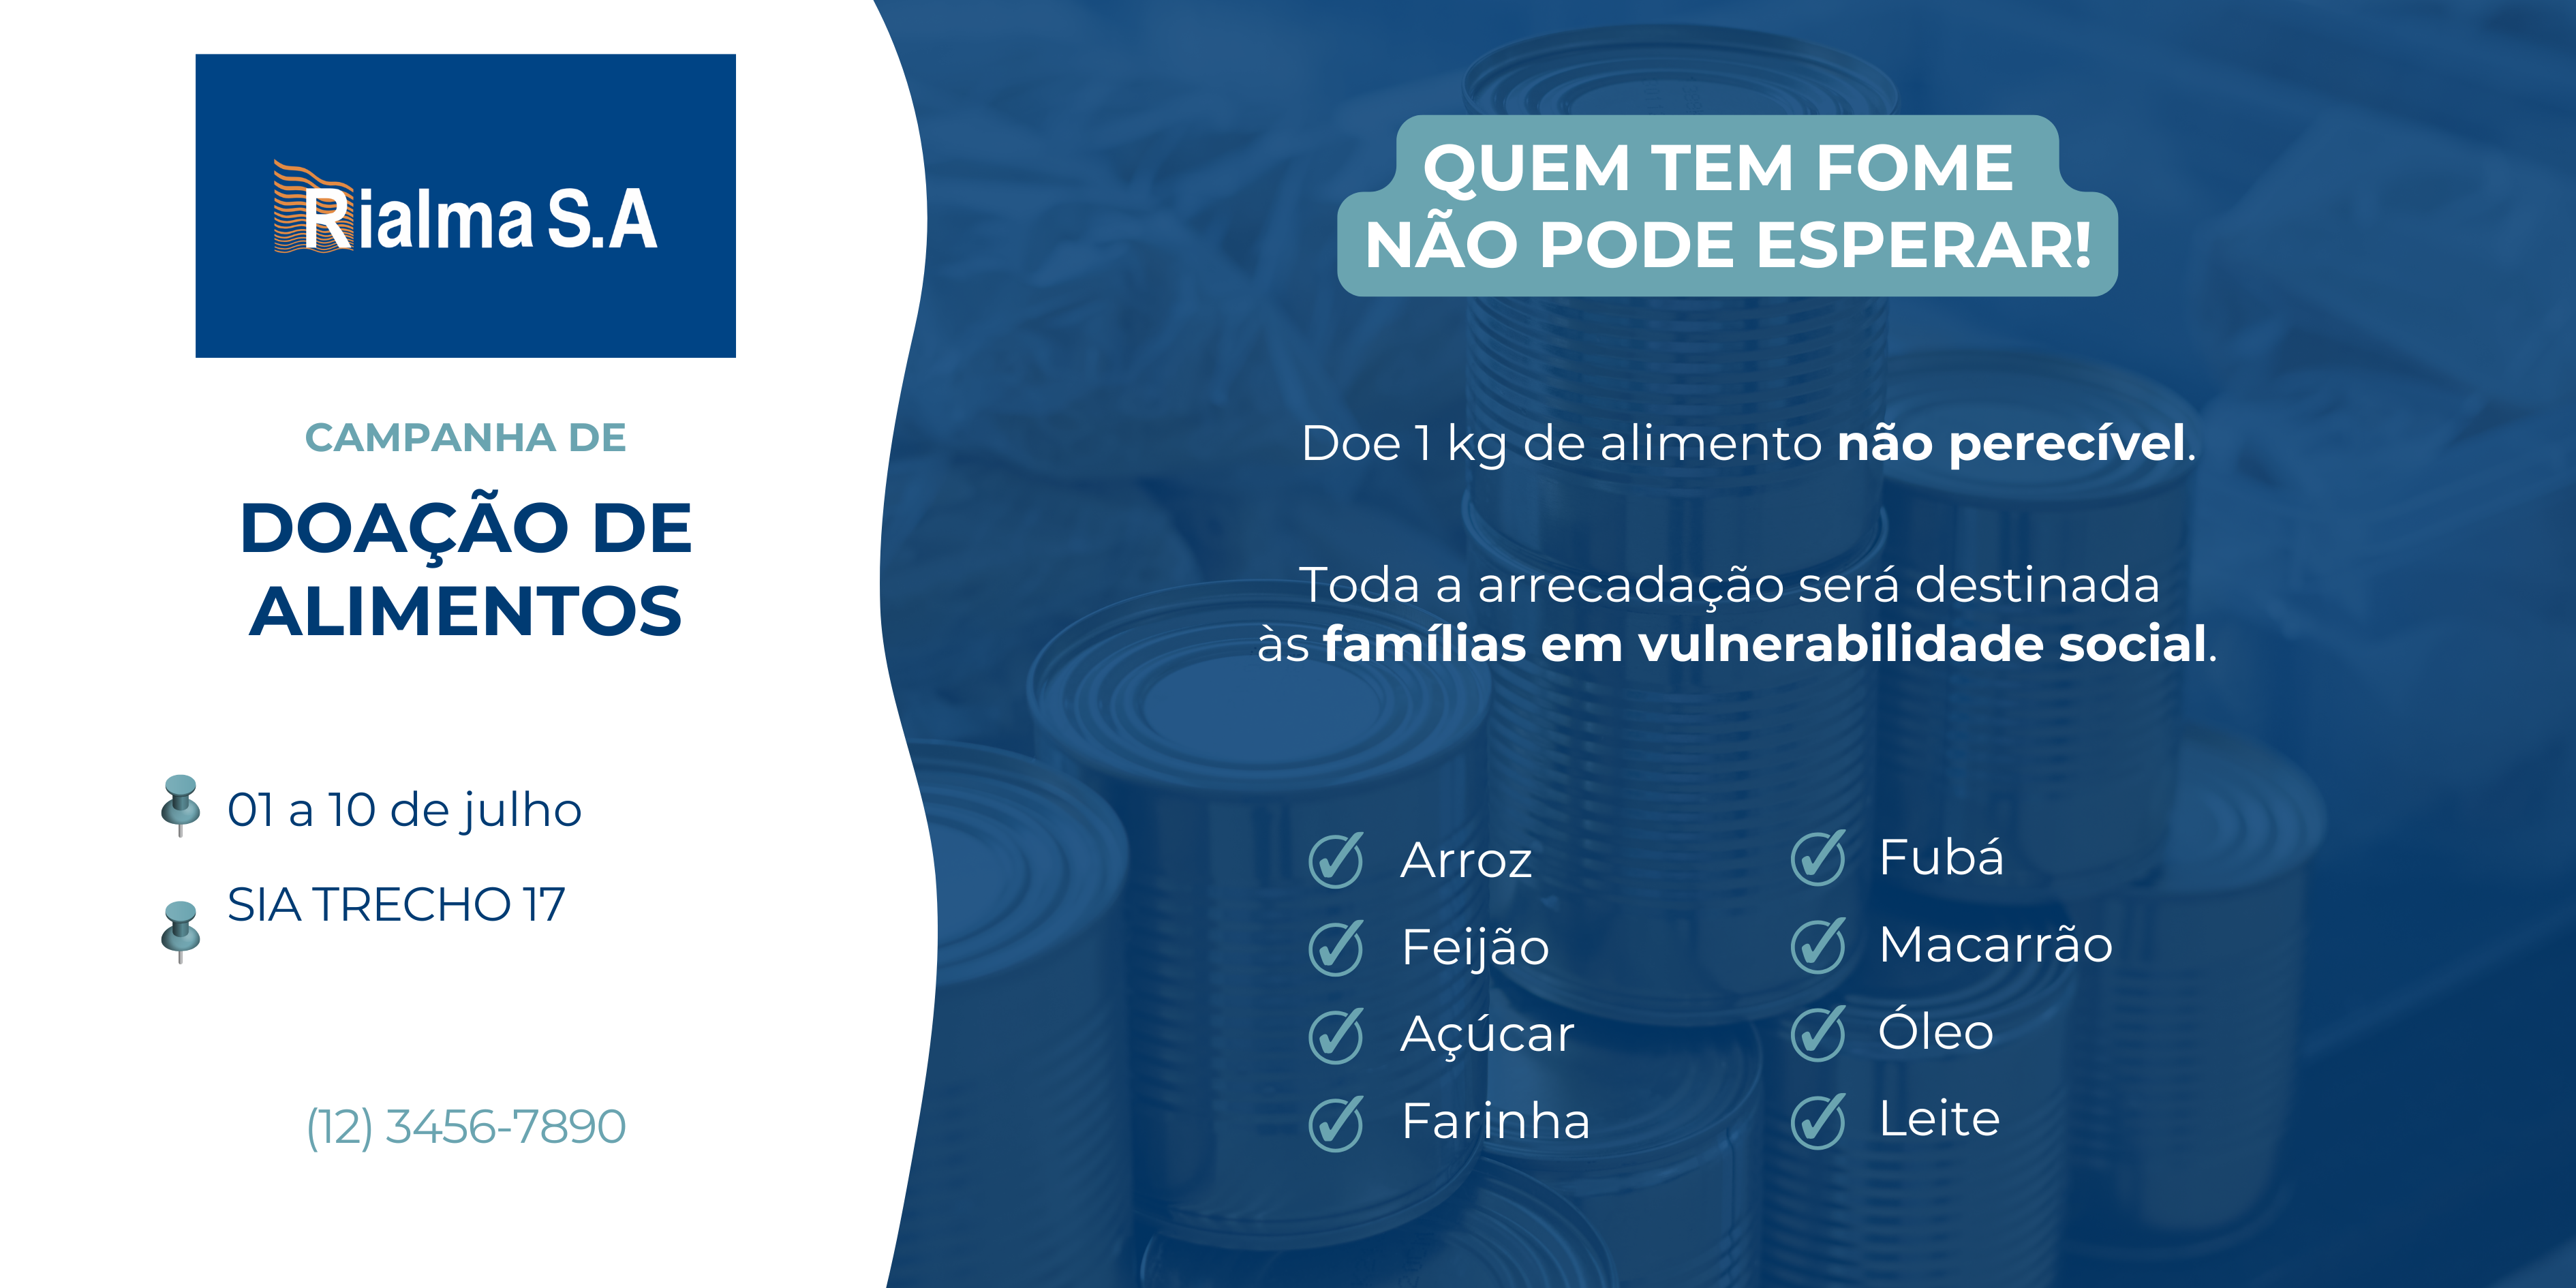 Rialma S.A
CAMPANHA DE
DOAÇÃO DE
ALIMENTOS
01 a 10 de julho
SIA TRECHO 17
(12) 3456-7890
QUEM TEM FOME
NÃO PODE ESPERAR!
Doe 1 kg de alimento não perecível.
Toda a arrecadação será destinada
às famílias em vulnerabilidade social.
Arroz
Feijão
Açúcar
Farinha
Fubá
Macarrão
Óleo
Leite